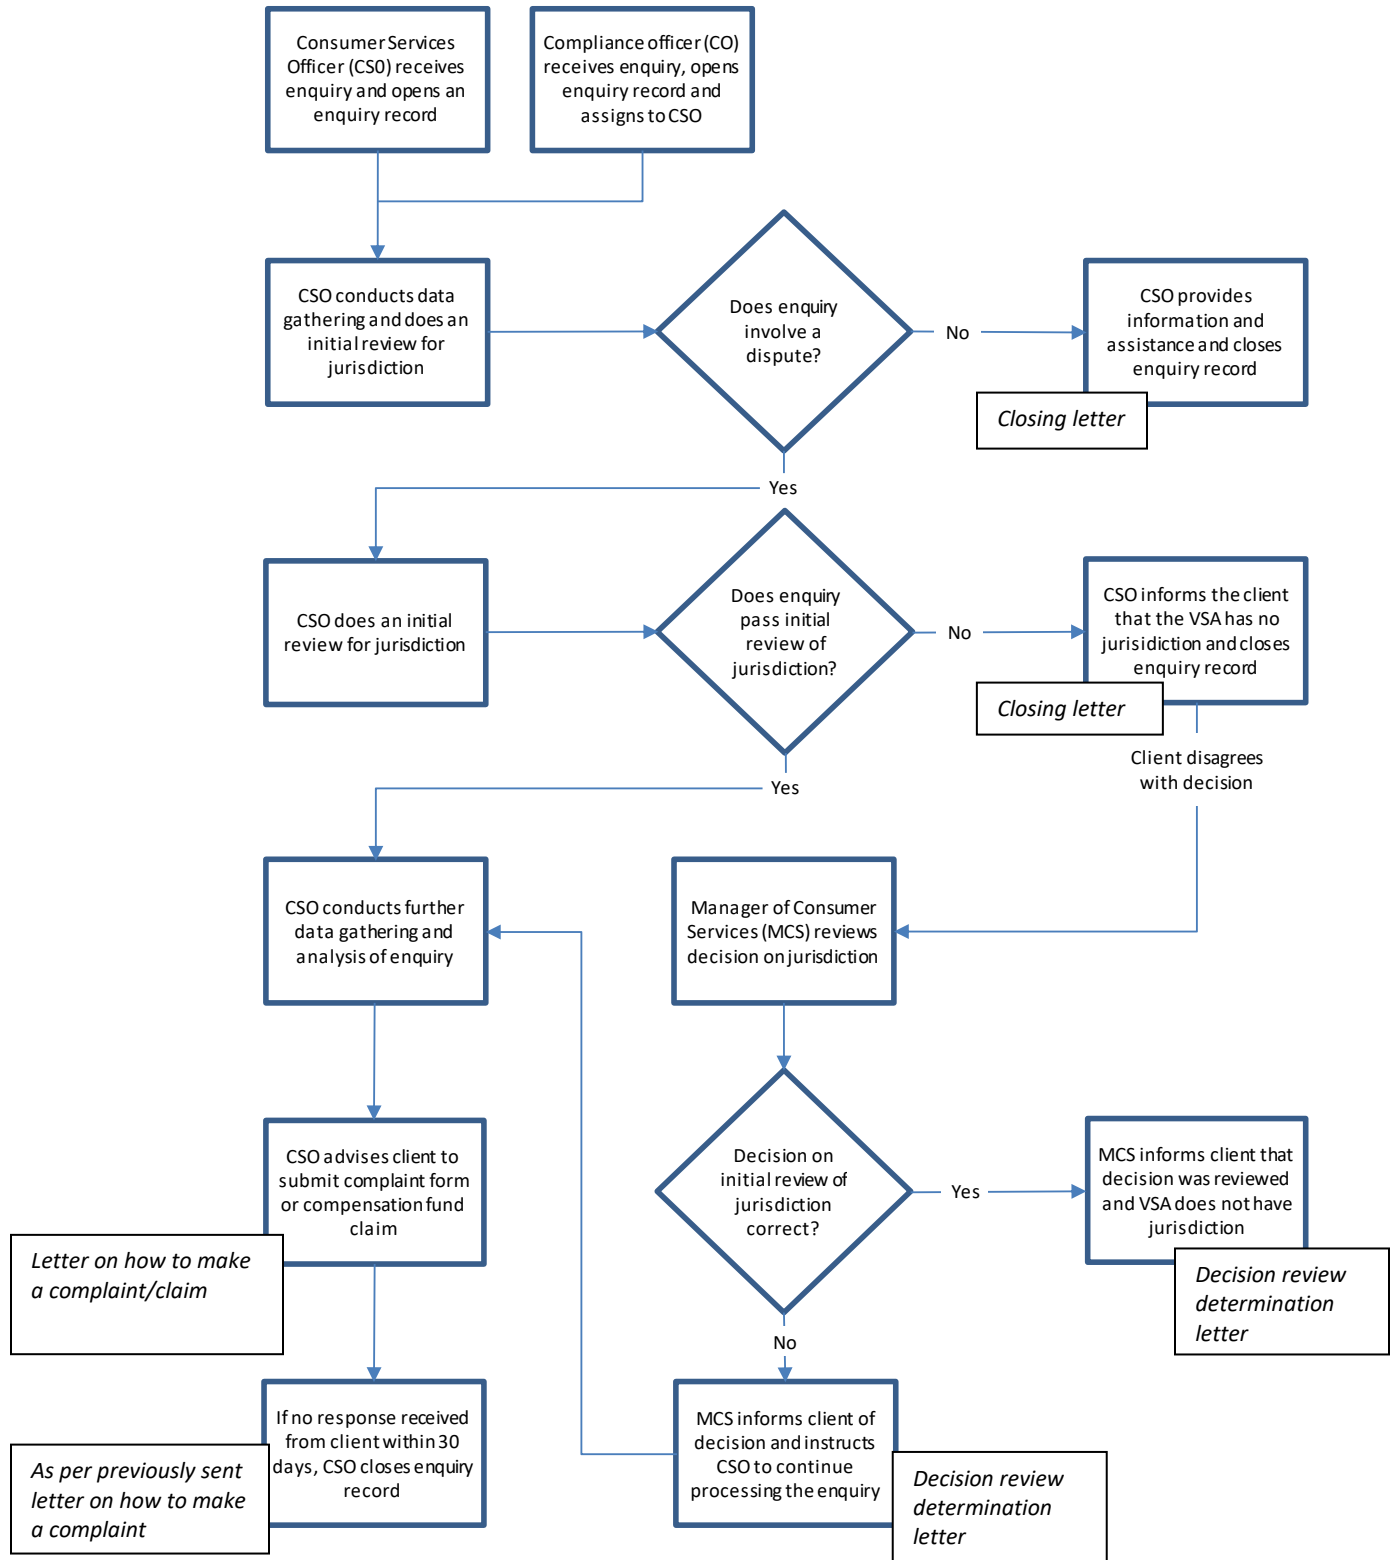 Consumer Services
Officer (CS0) receives
enquiry and opens an
enquiry record
Compliance officer (CO)
receives enquiry, opens
enquiry record and
assigns to CSO
CSO conducts data
gathering and does an
initial review for
jurisdiction
Does enquiry
involve a
dispute?
No
CSO provides
information and
assistance and closes
enquiry record
Closing letter
Yes
CSO does an initial
review for jurisdiction
Does enquiry
pass initial
review of
jurisdiction?
No
CSO informs the client
that the VSA has no
jurisidiction and closes
enquiry record
Closing letter
Client disagrees
with decision
Yes
CSO conducts further
data gathering and
analysis of enquiry
Manager of Consumer
Services (MCS) reviews
decision on jurisdiction
CSO advises client to
submit complaint form
or compensation fund
claim
Letter on how to make
a complaint/claim
Decision on
initial review of
jurisdiction
correct?
Yes
MCS informs client that
decision was reviewed
and VSA does not have
jurisdiction
Decision review
determination
letter
No
If no response received
from client within 30
days, CSO closes enquiry
record
As per previously sent
letter on how to make
a complaint
MCS informs client of
decision and instructs
CSO to continue
processing the enquiry
Decision review
determination
letter